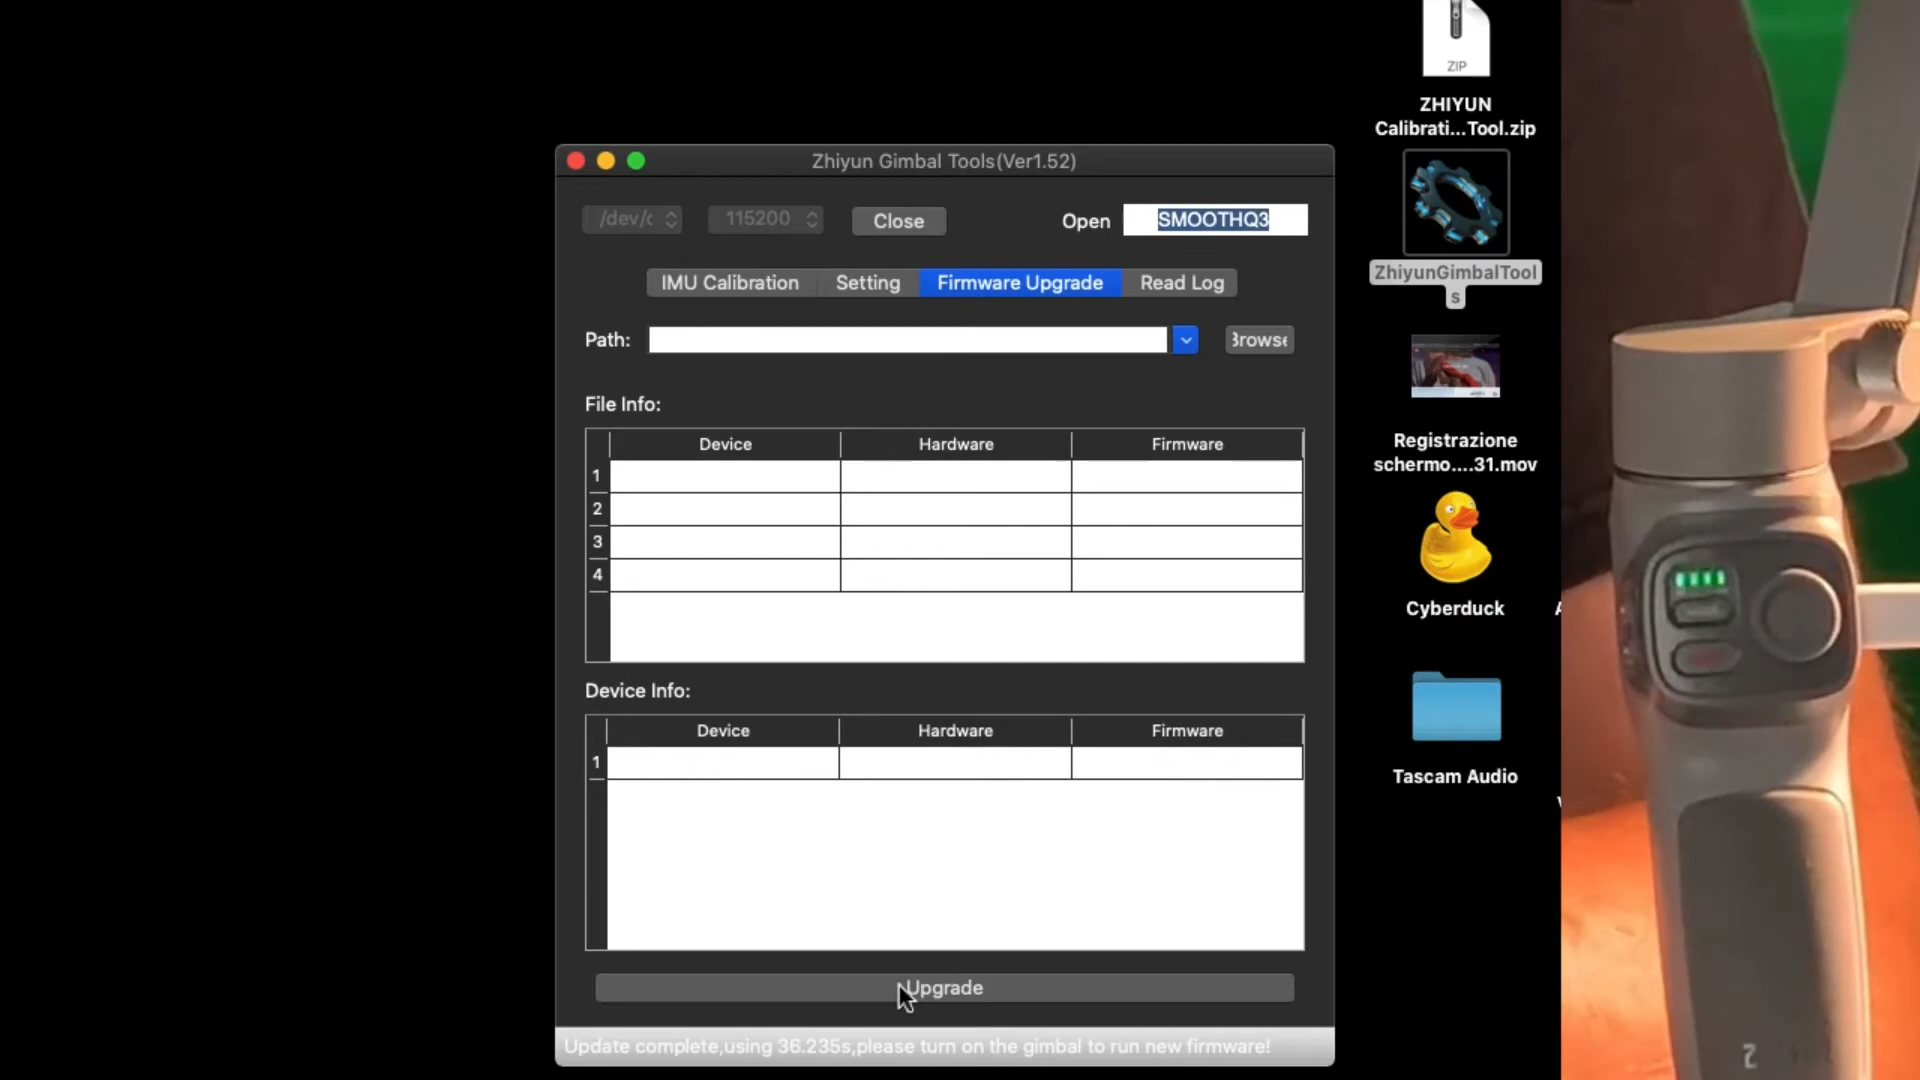 ZIP
ZHIYUN
Calibrati...Tool.zip
Zhiyun Gimbal Tools(Ver1.52)
115200
Close
Open
SMOOTHQ3
IMU Calibration
Setting
Firmware Upgrade
Read Log
ZhiyunGimbalTool
s
Path:
File Info:
Device
Hardware
Firmware
1
2
3
4
Registrazione
schermo....31.mov
Cyberduck
Device Info:
Device
Hardware
Firmware
1
Tascam Audio
Upgrade
Update complete,using 36.235s,please turn on the gimbal to run new firmware!